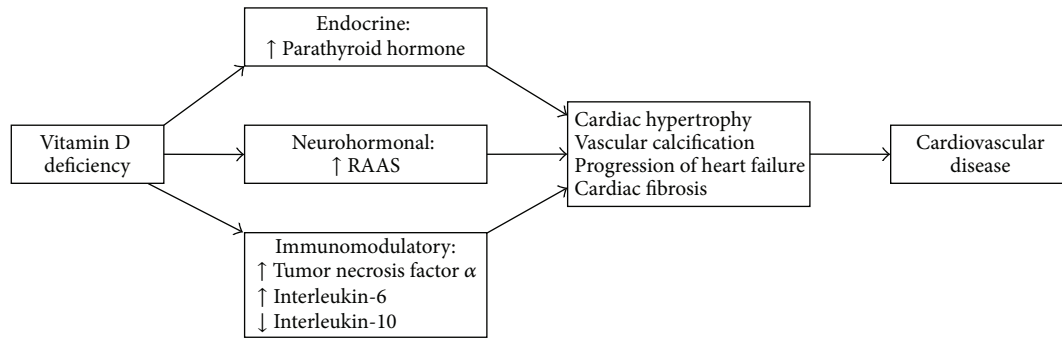 Vitamin D
deficiency
Endocrine:
↑ Parathyroid hormone
Neurohormonal:
↑ RAAS
Immunomodulatory:
↑ Tumor necrosis factor α
↑ Interleukin-6
↓ Interleukin-10
Cardiac hypertrophy
Vascular calcification
Progression of heart failure
Cardiac fibrosis
Cardiovascular
disease